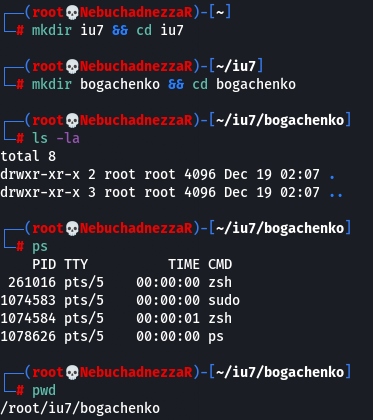 ┌──(root💀NebuchadnezzaR)-[~]
└─# mkdir iu7 && cd iu7
┌──(root💀NebuchadnezzaR)-[~/iu7]
└─# mkdir bogachenko && cd bogachenko
┌──(root💀NebuchadnezzaR)-[~/iu7/bogachenko]
└─# ls -la
total 8
drwxr-xr-x 2 root root 4096 Dec 19 02:07 .
drwxr-xr-x 3 root root 4096 Dec 19 02:07 ..
┌──(root💀NebuchadnezzaR)-[~/iu7/bogachenko]
└─# ps
    PID TTY          TIME CMD
 261016 pts/5    00:00:00 zsh
1074583 pts/5    00:00:00 sudo
1074584 pts/5    00:00:01 zsh
1078626 pts/5    00:00:00 ps
┌──(root💀NebuchadnezzaR)-[~/iu7/bogachenko]
└─# pwd
/root/iu7/bogachenko